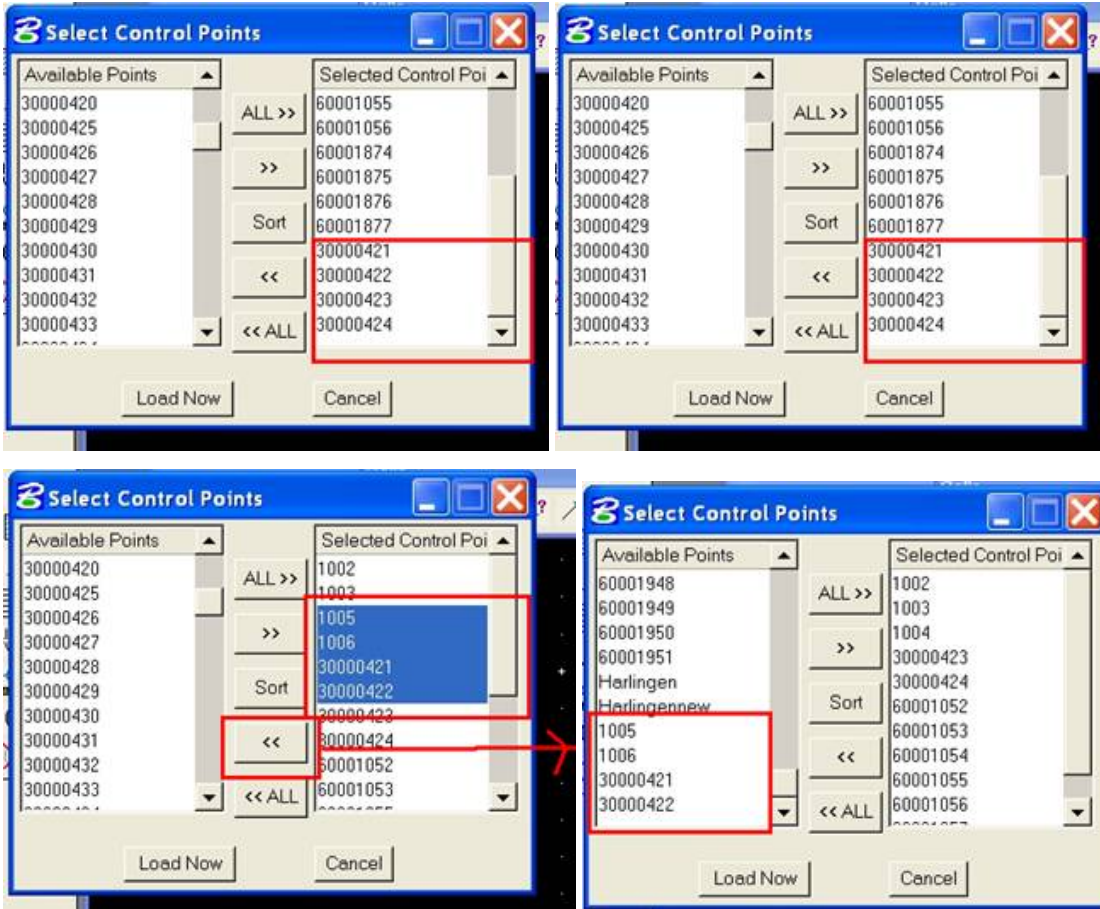 Select Control Points
Available Points
30000420
30000425
30000426
30000427
30000428
30000429
30000430
30000431
30000432
30000433
ALL >>
>>
Sort
<<
<< ALL
Selected Control Poi
60001055
60001056
60001874
60001875
60001876
60001877
30000421
30000422
30000423
30000424
Load Now
Cancel
Select Control Points
Available Points
30000420
30000425
30000426
30000427
30000428
30000429
30000430
30000431
30000432
30000433
ALL >>
>>
Sort
<<
<< ALL
Selected Control Poi
60001055
60001056
60001874
60001875
60001876
60001877
30000421
30000422
30000423
30000424
Load Now
Cancel
Select Control Points
Available Points
30000420
30000425
30000426
30000427
30000428
30000429
30000430
30000431
30000432
30000433
ALL >>
>>
Sort
<<
<< ALL
Selected Control Poi
1002
1003
1005
1006
30000421
30000422
30000423
30000424
60001052
60001053
Load Now
Cancel
Select Control Points
Available Points
60001948
60001949
60001950
60001951
Harlingen
Harlingennew
1005
1006
30000421
30000422
ALL >>
>>
Sort
<<
<< ALL
Selected Control Poi
1002
1003
1004
30000423
30000424
60001052
60001053
60001054
60001055
60001056
Load Now
Cancel